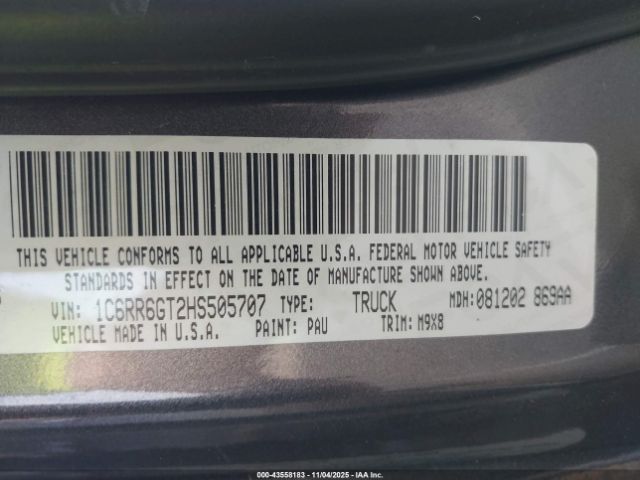 THIS VEHICLE CONFORMS TO ALL APPLICABLE U.S.A. FEDERAL MOTOR VEHICLE SAFETY
STANDARDS IN EFFECT ON THE DATE OF MANUFACTURE SHOWN ABOVE.
VIN: 1C6RR6GT2HS505707 TYPE: TRUCK MDH: 081202 869AA
VEHICLE MADE IN U.S.A. PAINT: PAU TRIM: M9X8
000-43558183 - 11/04/2025 - IAA Inc.